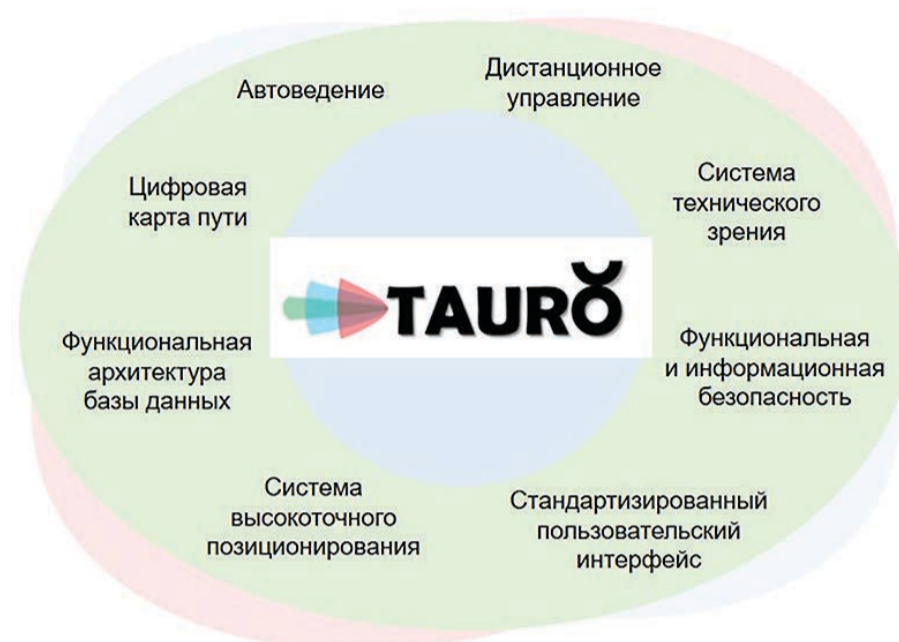 Автоведение
Дистанционное
управление
Цифровая
карта пути
Система
технического
зрения
TAURO
Функциональная
архитектура
базы данных
Функциональная
и информационная
безопасность
Система
высокоточного
позиционирования
Стандартизированный
пользовательский
интерфейс